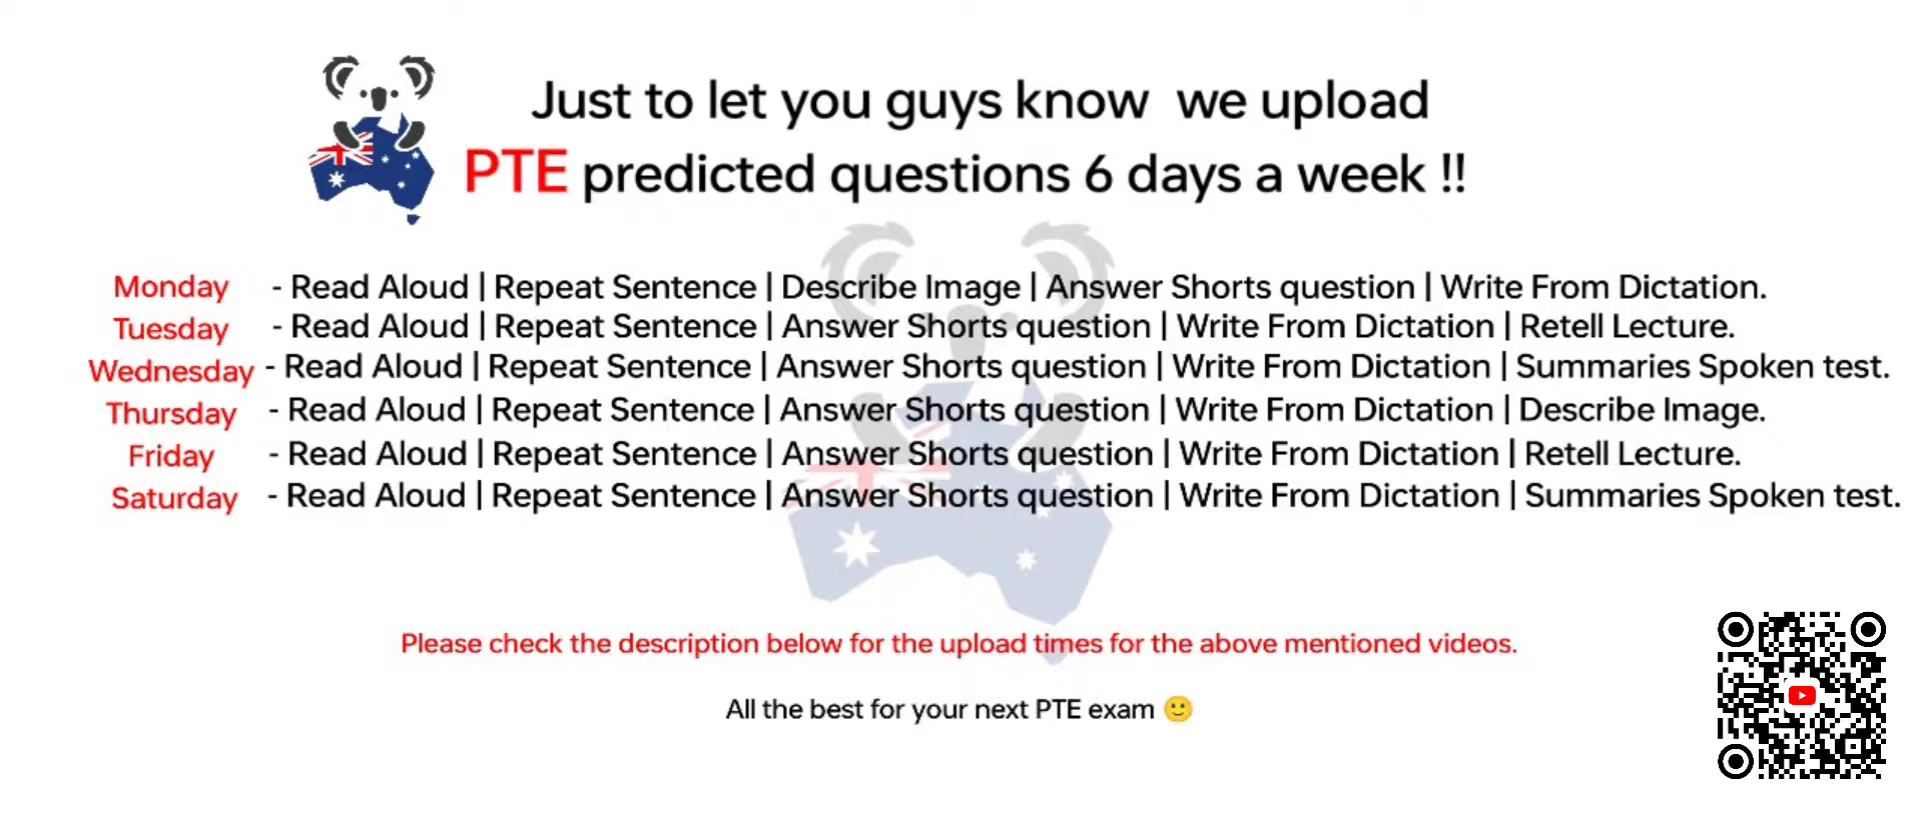 Just to let you guys know we upload
PTE predicted questions 6 days a week !!
Monday - Read Aloud | Repeat Sentence | Describe Image | Answer Shorts question | Write From Dictation.
Tuesday - Read Aloud | Repeat Sentence | Answer Shorts question | Write From Dictation | Retell Lecture.
Wednesday - Read Aloud | Repeat Sentence | Answer Shorts question | Write From Dictation | Summaries Spoken test.
Thursday - Read Aloud | Repeat Sentence | Answer Shorts question | Write From Dictation | Describe Image.
Friday - Read Aloud | Repeat Sentence | Answer Shorts question | Write From Dictation | Retell Lecture.
Saturday - Read Aloud | Repeat Sentence | Answer Shorts question | Write From Dictation | Summaries Spoken test.
Please check the description below for the upload times for the above mentioned videos.
All the best for your next PTE exam 🙂